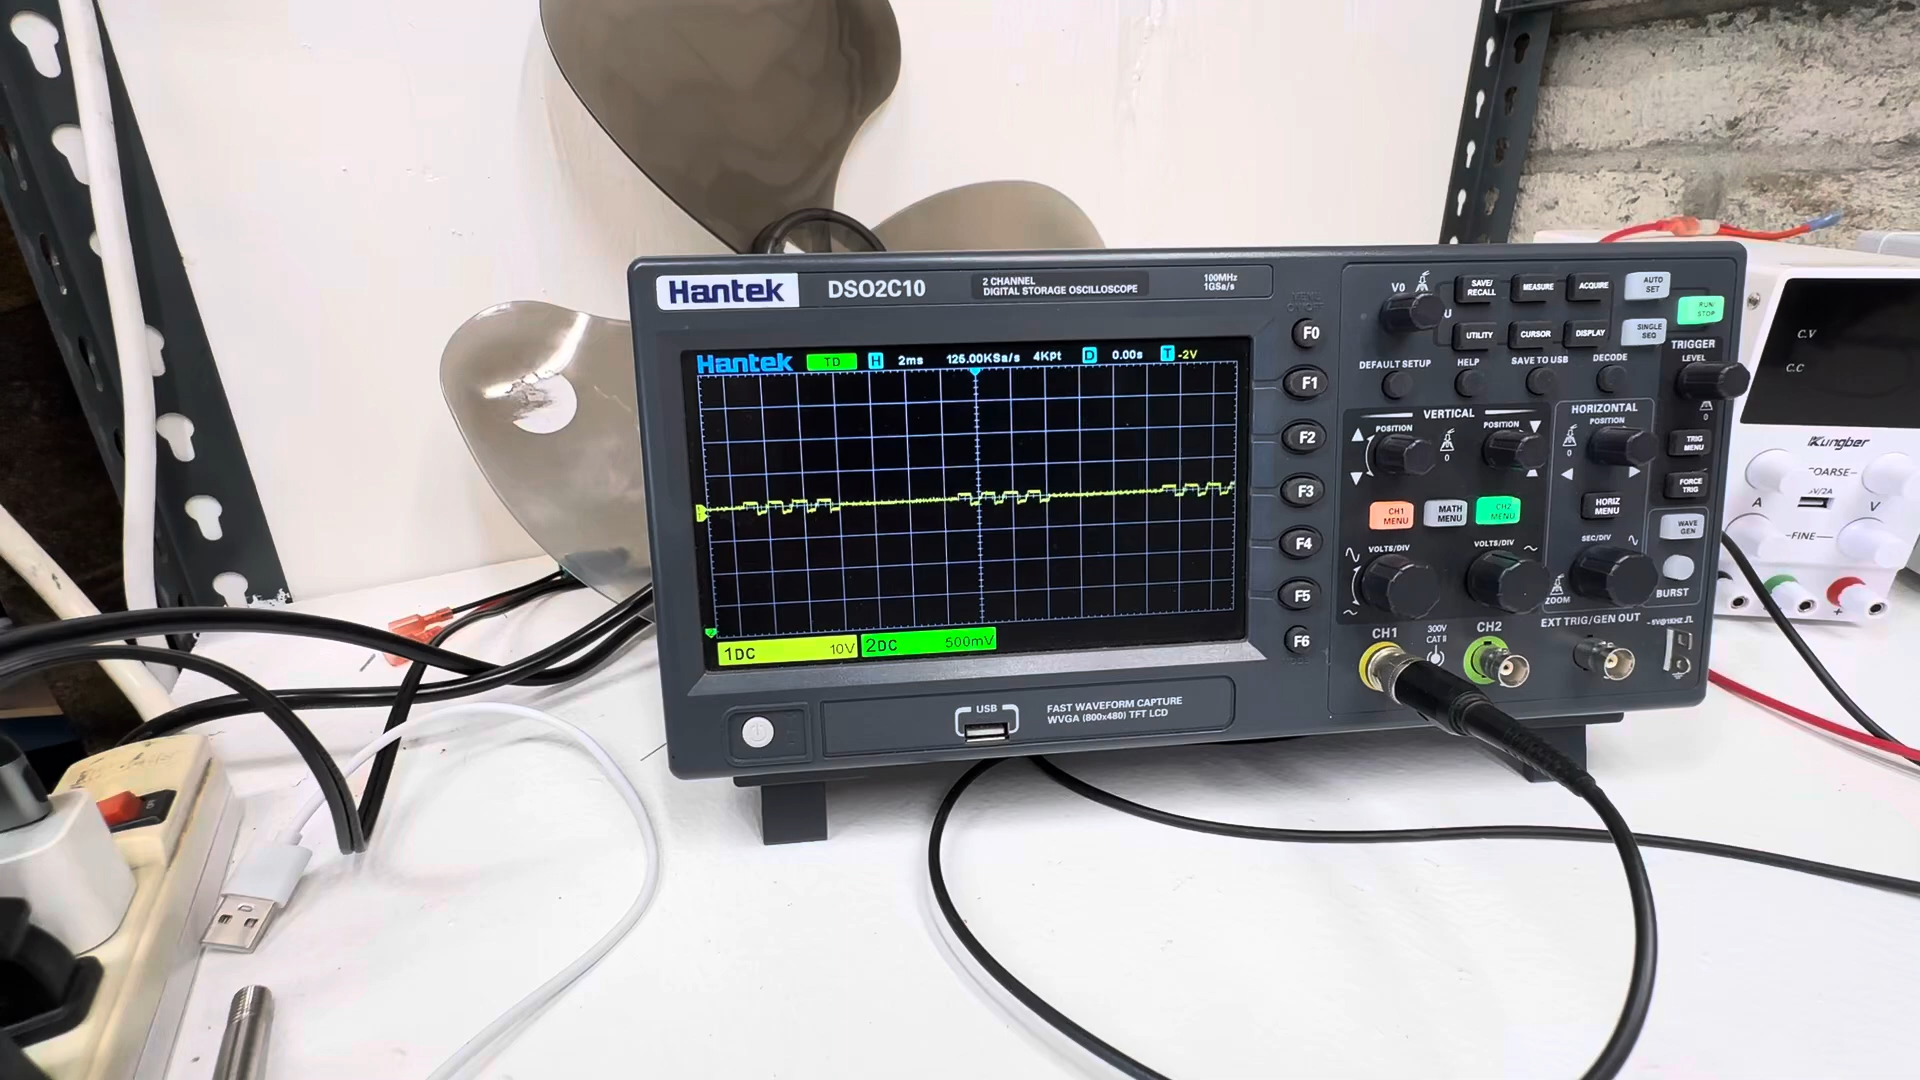 Hantek DSO2C10 2 CHANNEL
DIGITAL STORAGE OSCILLOSCOPE
100MHz
1GSa/s
Hantek TD H 2ms 125.00KSa/s 4Kpt D 0.00s T -2V
1DC 10V 2DC 500mV
F0
F1
F2
F3
F4
F5
F6
V0
SAVE/
RECALL
MEASURE
ACQUIRE
AUTO
SET
RUN
STOP
UTILITY
CURSOR
DISPLAY
SINGLE
SEQ
DEFAULT SETUP
HELP
SAVE TO USB
DECODE
TRIGGER
LEVEL
0
VERTICAL
HORIZONTAL
POSITION
0
POSITION
0
POSITION
TRIG
MENU
FORCE
TRIG
CH1
MENU
MATH
MENU
CH2
MENU
HORIZ
MENU
WAVE
GEN
VOLTS/DIV
VOLTS/DIV
SEC/DIV
ZOOM
BURST
CH1
300V
CAT II
CH2
EXT TRIG/GEN OUT
USB
FAST WAVEFORM CAPTURE
WVGA (800x480) TFT LCD
C.V
C.C
Kungber
5V/2A
A
V
FINE
+